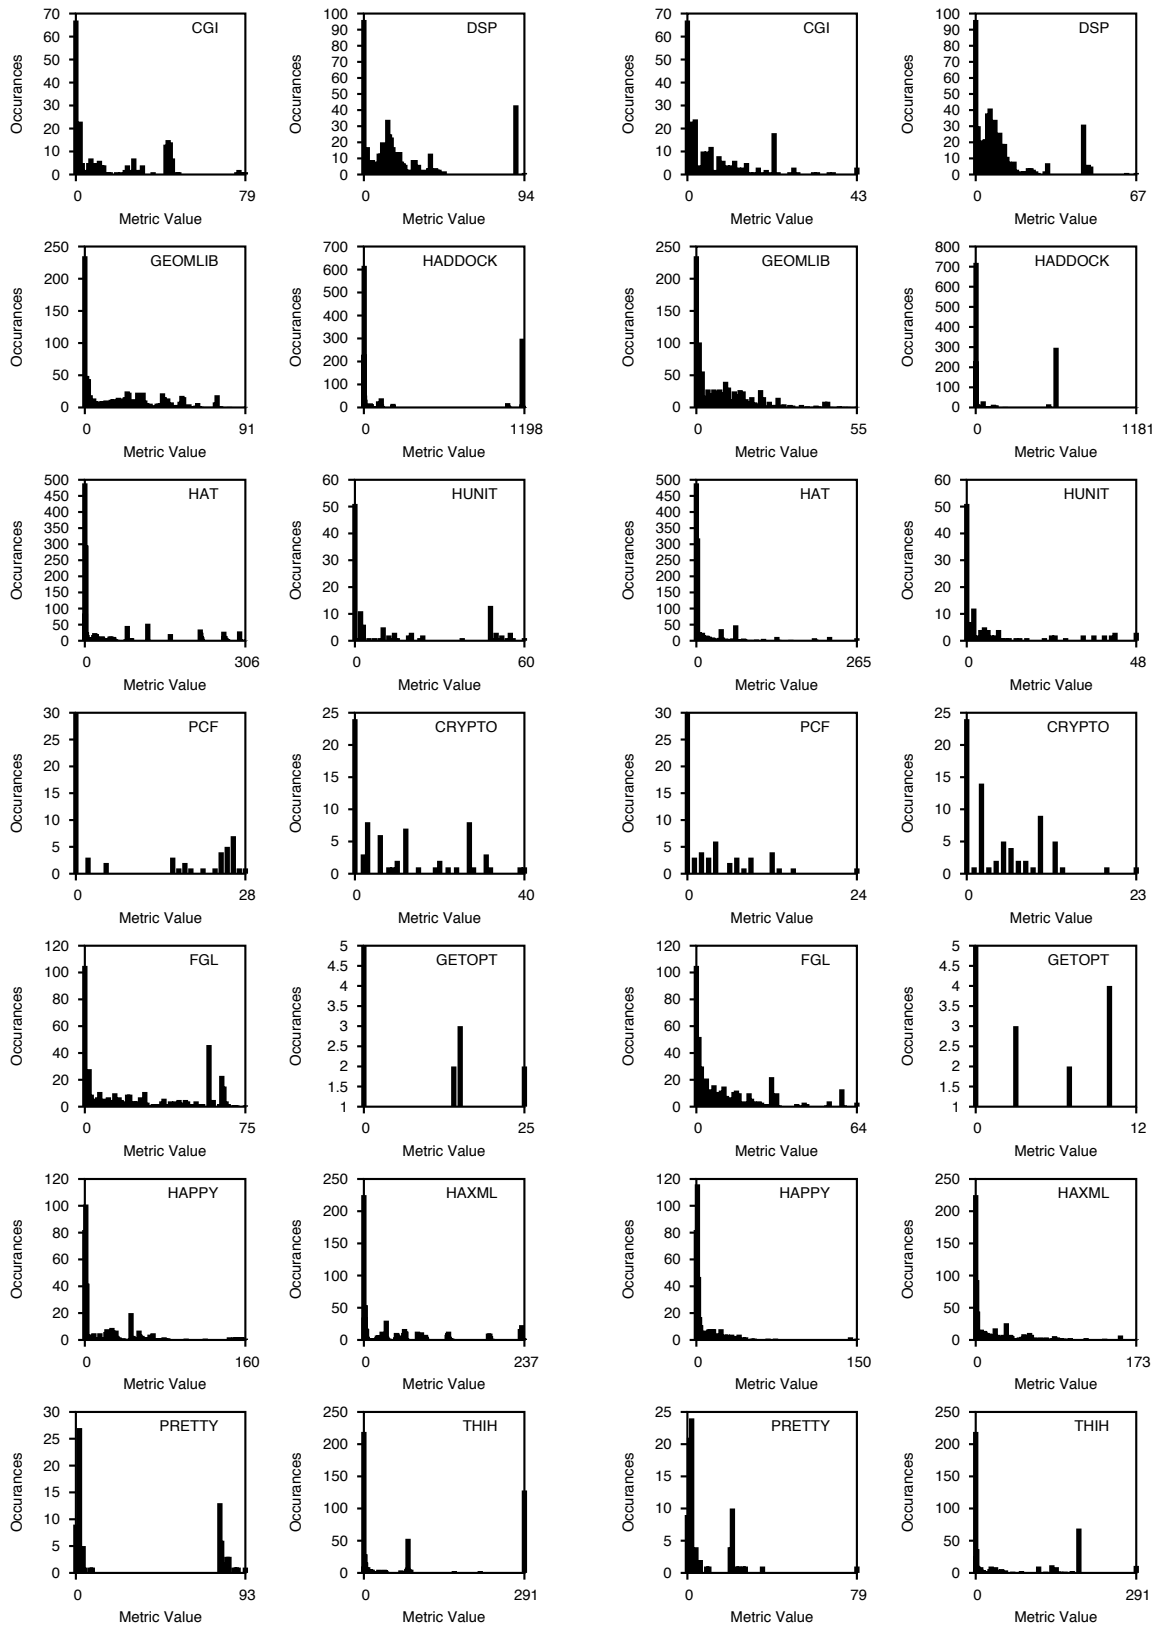 70
60
50
40
30
20
10
0
Occurances
CGI
0 79
Metric Value
100
90
80
70
60
50
40
30
20
10
0
Occurances
DSP
0 94
Metric Value
70
60
50
40
30
20
10
0
Occurances
CGI
0 43
Metric Value
100
90
80
70
60
50
40
30
20
10
0
Occurances
DSP
0 67
Metric Value
250
200
150
100
50
0
Occurances
GEOMLIB
0 91
Metric Value
700
600
500
400
300
200
100
0
Occurances
HADDOCK
0 1198
Metric Value
250
200
150
100
50
0
Occurances
GEOMLIB
0 55
Metric Value
800
700
600
500
400
300
200
100
0
Occurances
HADDOCK
0 1181
Metric Value
500
450
400
350
300
250
200
150
100
50
0
Occurances
HAT
0 306
Metric Value
60
50
40
30
20
10
0
Occurances
HUNIT
0 60
Metric Value
500
450
400
350
300
250
200
150
100
50
0
Occurances
HAT
0 265
Metric Value
60
50
40
30
20
10
0
Occurances
HUNIT
0 48
Metric Value
30
25
20
15
10
5
0
Occurances
PCF
0 28
Metric Value
25
20
15
10
5
0
Occurances
CRYPTO
0 40
Metric Value
30
25
20
15
10
5
0
Occurances
PCF
0 24
Metric Value
25
20
15
10
5
0
Occurances
CRYPTO
0 23
Metric Value
120
100
80
60
40
20
0
Occurances
FGL
0 75
Metric Value
5
4.5
4
3.5
3
2.5
2
1.5
1
Occurances
GETOPT
0 25
Metric Value
120
100
80
60
40
20
0
Occurances
FGL
0 64
Metric Value
5
4.5
4
3.5
3
2.5
2
1.5
1
Occurances
GETOPT
0 12
Metric Value
120
100
80
60
40
20
0
Occurances
HAPPY
0 160
Metric Value
250
200
150
100
50
0
Occurances
HAXML
0 237
Metric Value
120
100
80
60
40
20
0
Occurances
HAPPY
0 150
Metric Value
250
200
150
100
50
0
Occurances
HAXML
0 173
Metric Value
30
25
20
15
10
5
0
Occurances
PRETTY
0 93
Metric Value
250
200
150
100
50
0
Occurances
THIH
0 291
Metric Value
25
20
15
10
5
0
Occurances
PRETTY
0 79
Metric Value
250
200
150
100
50
0
Occurances
THIH
0 291
Metric Value